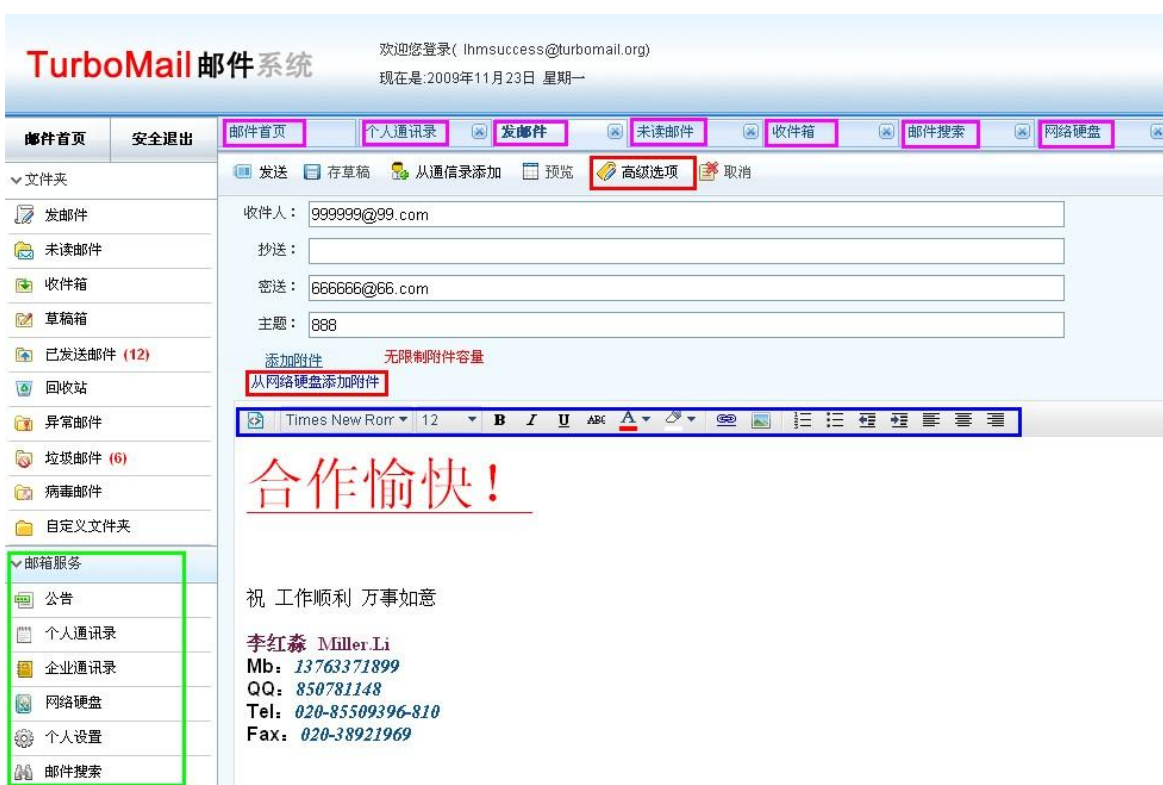 TurboMail 邮件系统
欢迎您登录( lhmsuccess@turbomail.org)
现在是:2009年11月23日 星期一
邮件首页 安全退出
邮件首页 个人通讯录 发邮件 未读邮件 收件箱 邮件搜索 网络硬盘
发送 存草稿 从通信录添加 预览 高级选项 取消
文件夹
发邮件
未读邮件
收件箱
草稿箱
已发送邮件 (12)
回收站
异常邮件
垃圾邮件 (6)
病毒邮件
自定义文件夹
邮箱服务
公告
个人通讯录
企业通讯录
网络硬盘
个人设置
邮件搜索
收件人： 999999@99.com
抄送：
密送： 666666@66.com
主题： 888
添加附件 无限制附件容量
从网络硬盘添加附件
Times New Rom 12 B I U ABC A
合作愉快！
祝 工作顺利 万事如意
李红淼 Miller.Li
Mb：13763371899
QQ：850781148
Tel：020-85509396-810
Fax：020-38921969